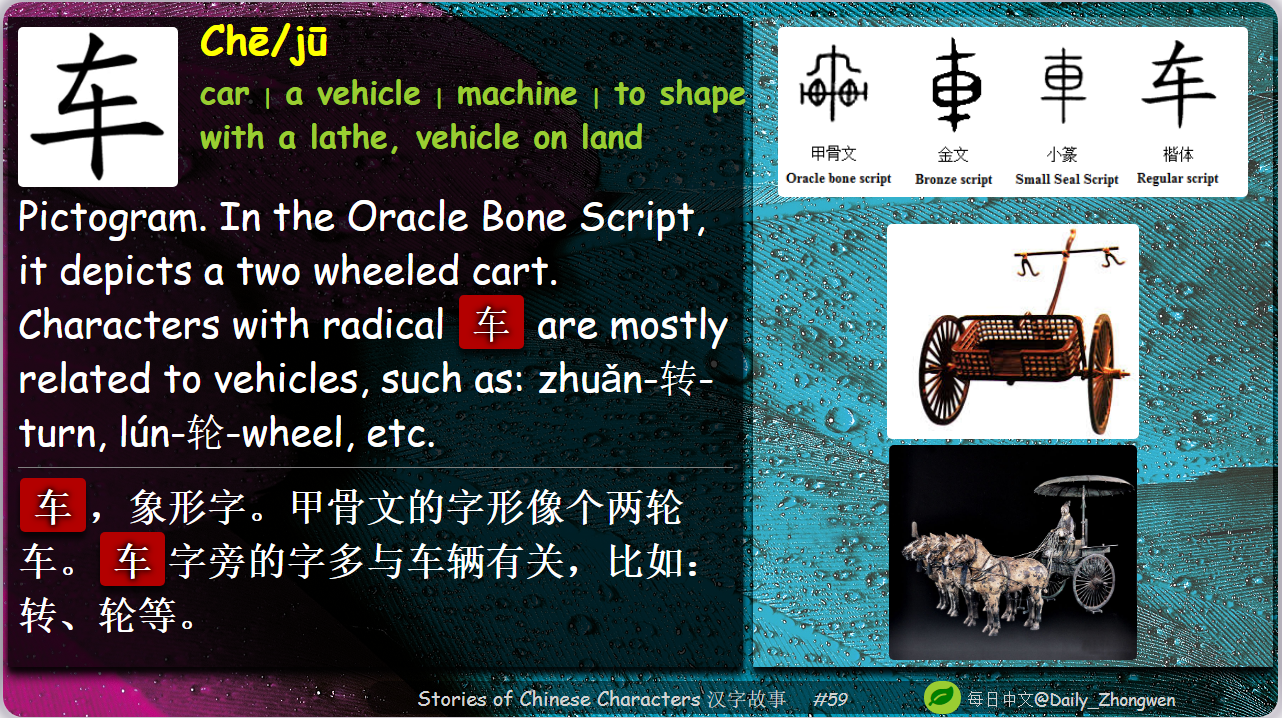 车
Chē/jū
car | a vehicle | machine | to shape
with a lathe, vehicle on land
Pictogram. In the Oracle Bone Script,
it depicts a two wheeled cart.
Characters with radical 车 are mostly
related to vehicles, such as: zhuǎn-转-
turn, lún-轮-wheel, etc.
车，象形字。甲骨文的字形像个两轮
车。车字旁的字多与车辆有关，比如：
转、轮等。
車 車 车
甲骨文 金文 小篆 楷体
Oracle bone script Bronze script Small Seal Script Regular script
Stories of Chinese Characters 汉字故事 #59
每日中文@Daily_Zhongwen